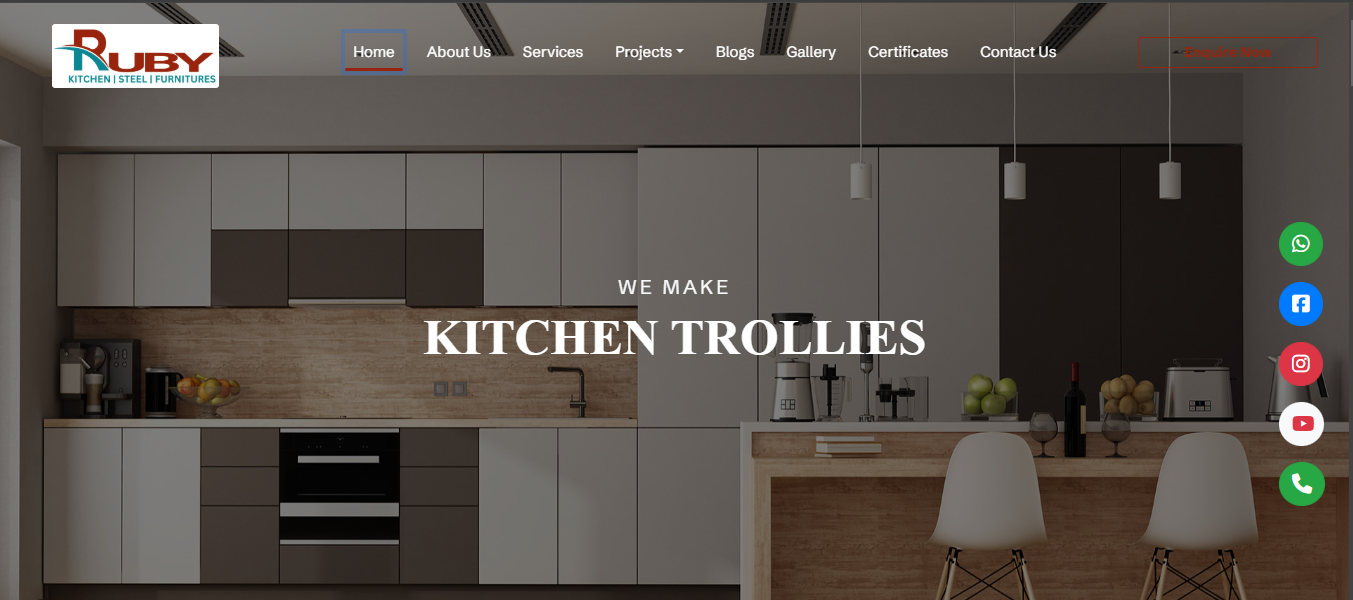 RUBY
KITCHEN | STEEL | FURNITURES
Home
About Us
Services
Projects
Blogs
Gallery
Certificates
Contact Us
Enquire Now
WE MAKE
KITCHEN TROLLIES